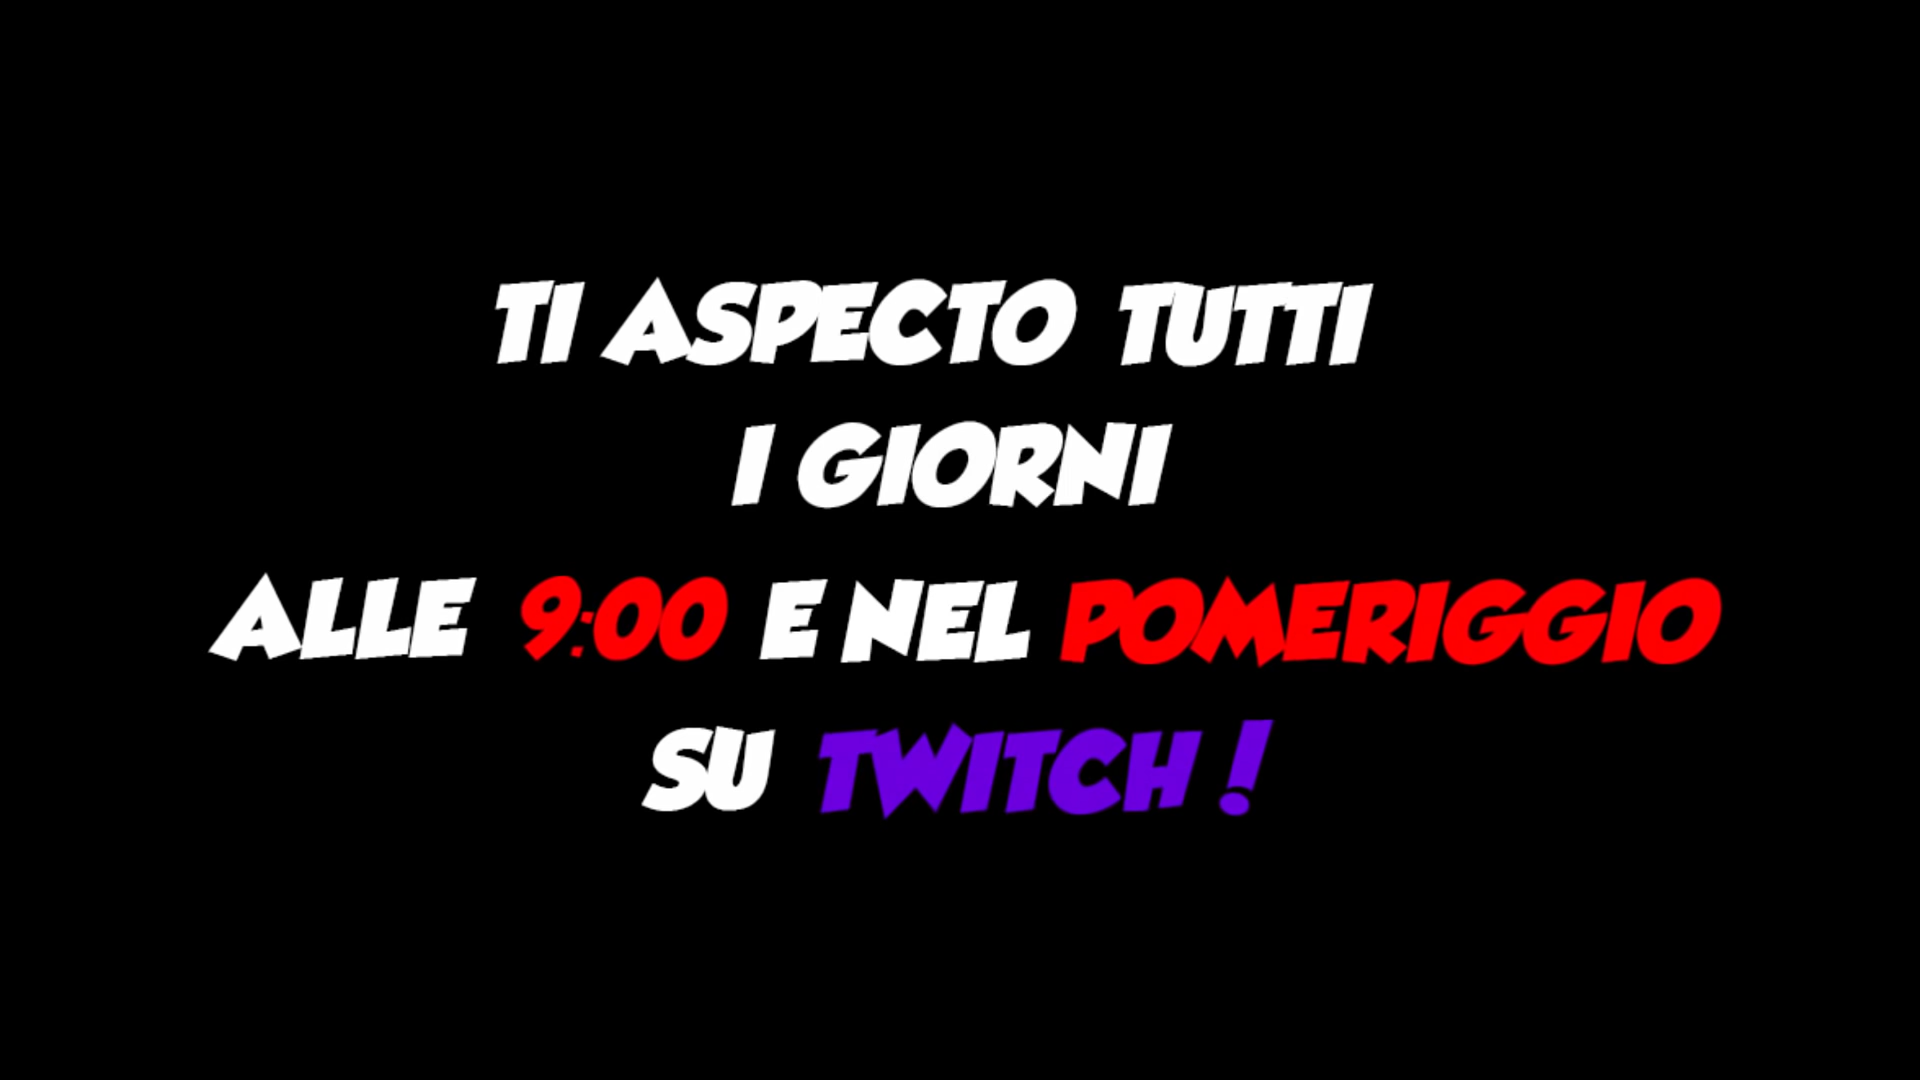 TI ASPECTO TUTTI
I GIORNI
ALLE 9:00 E NEL POMERIGGIO
SU TWITCH!